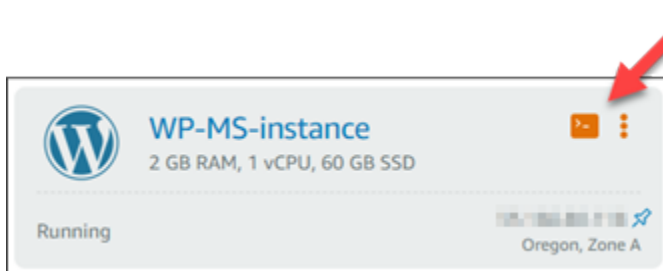 WP-MS-instance
2 GB RAM, 1 vCPU, 60 GB SSD
Running
Oregon, Zone A